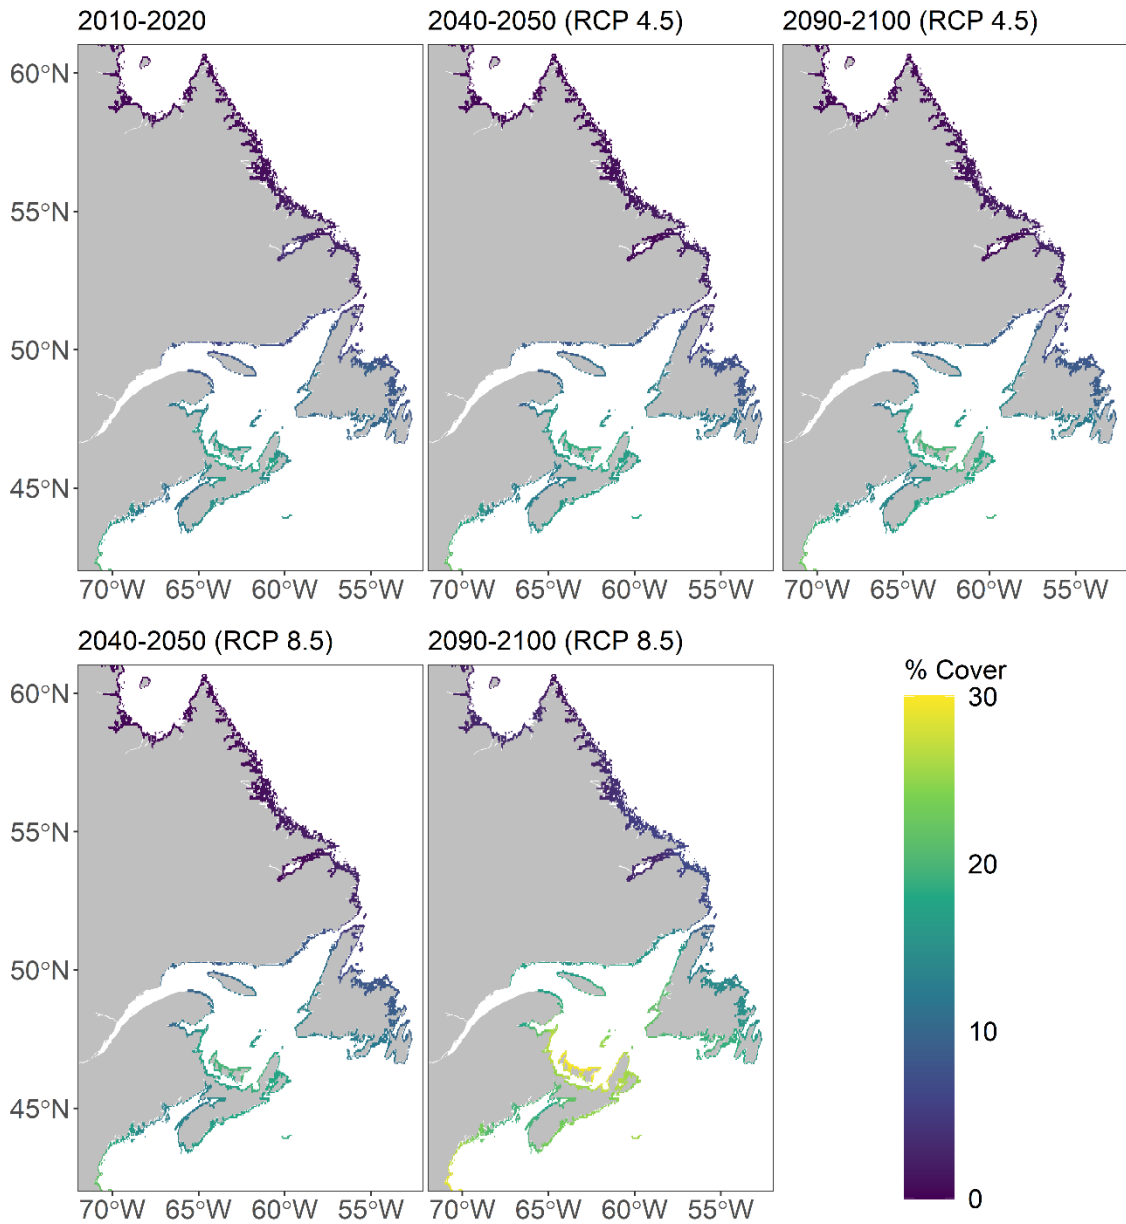 2010-2020
2040-2050 (RCP 4.5)
2090-2100 (RCP 4.5)
60°N
55°N
50°N
45°N
70°W 65°W 60°W 55°W
70°W 65°W 60°W 55°W
70°W 65°W 60°W 55°W
2040-2050 (RCP 8.5)
2090-2100 (RCP 8.5)
60°N
55°N
50°N
45°N
70°W 65°W 60°W 55°W
70°W 65°W 60°W 55°W
% Cover
30
20
10
0